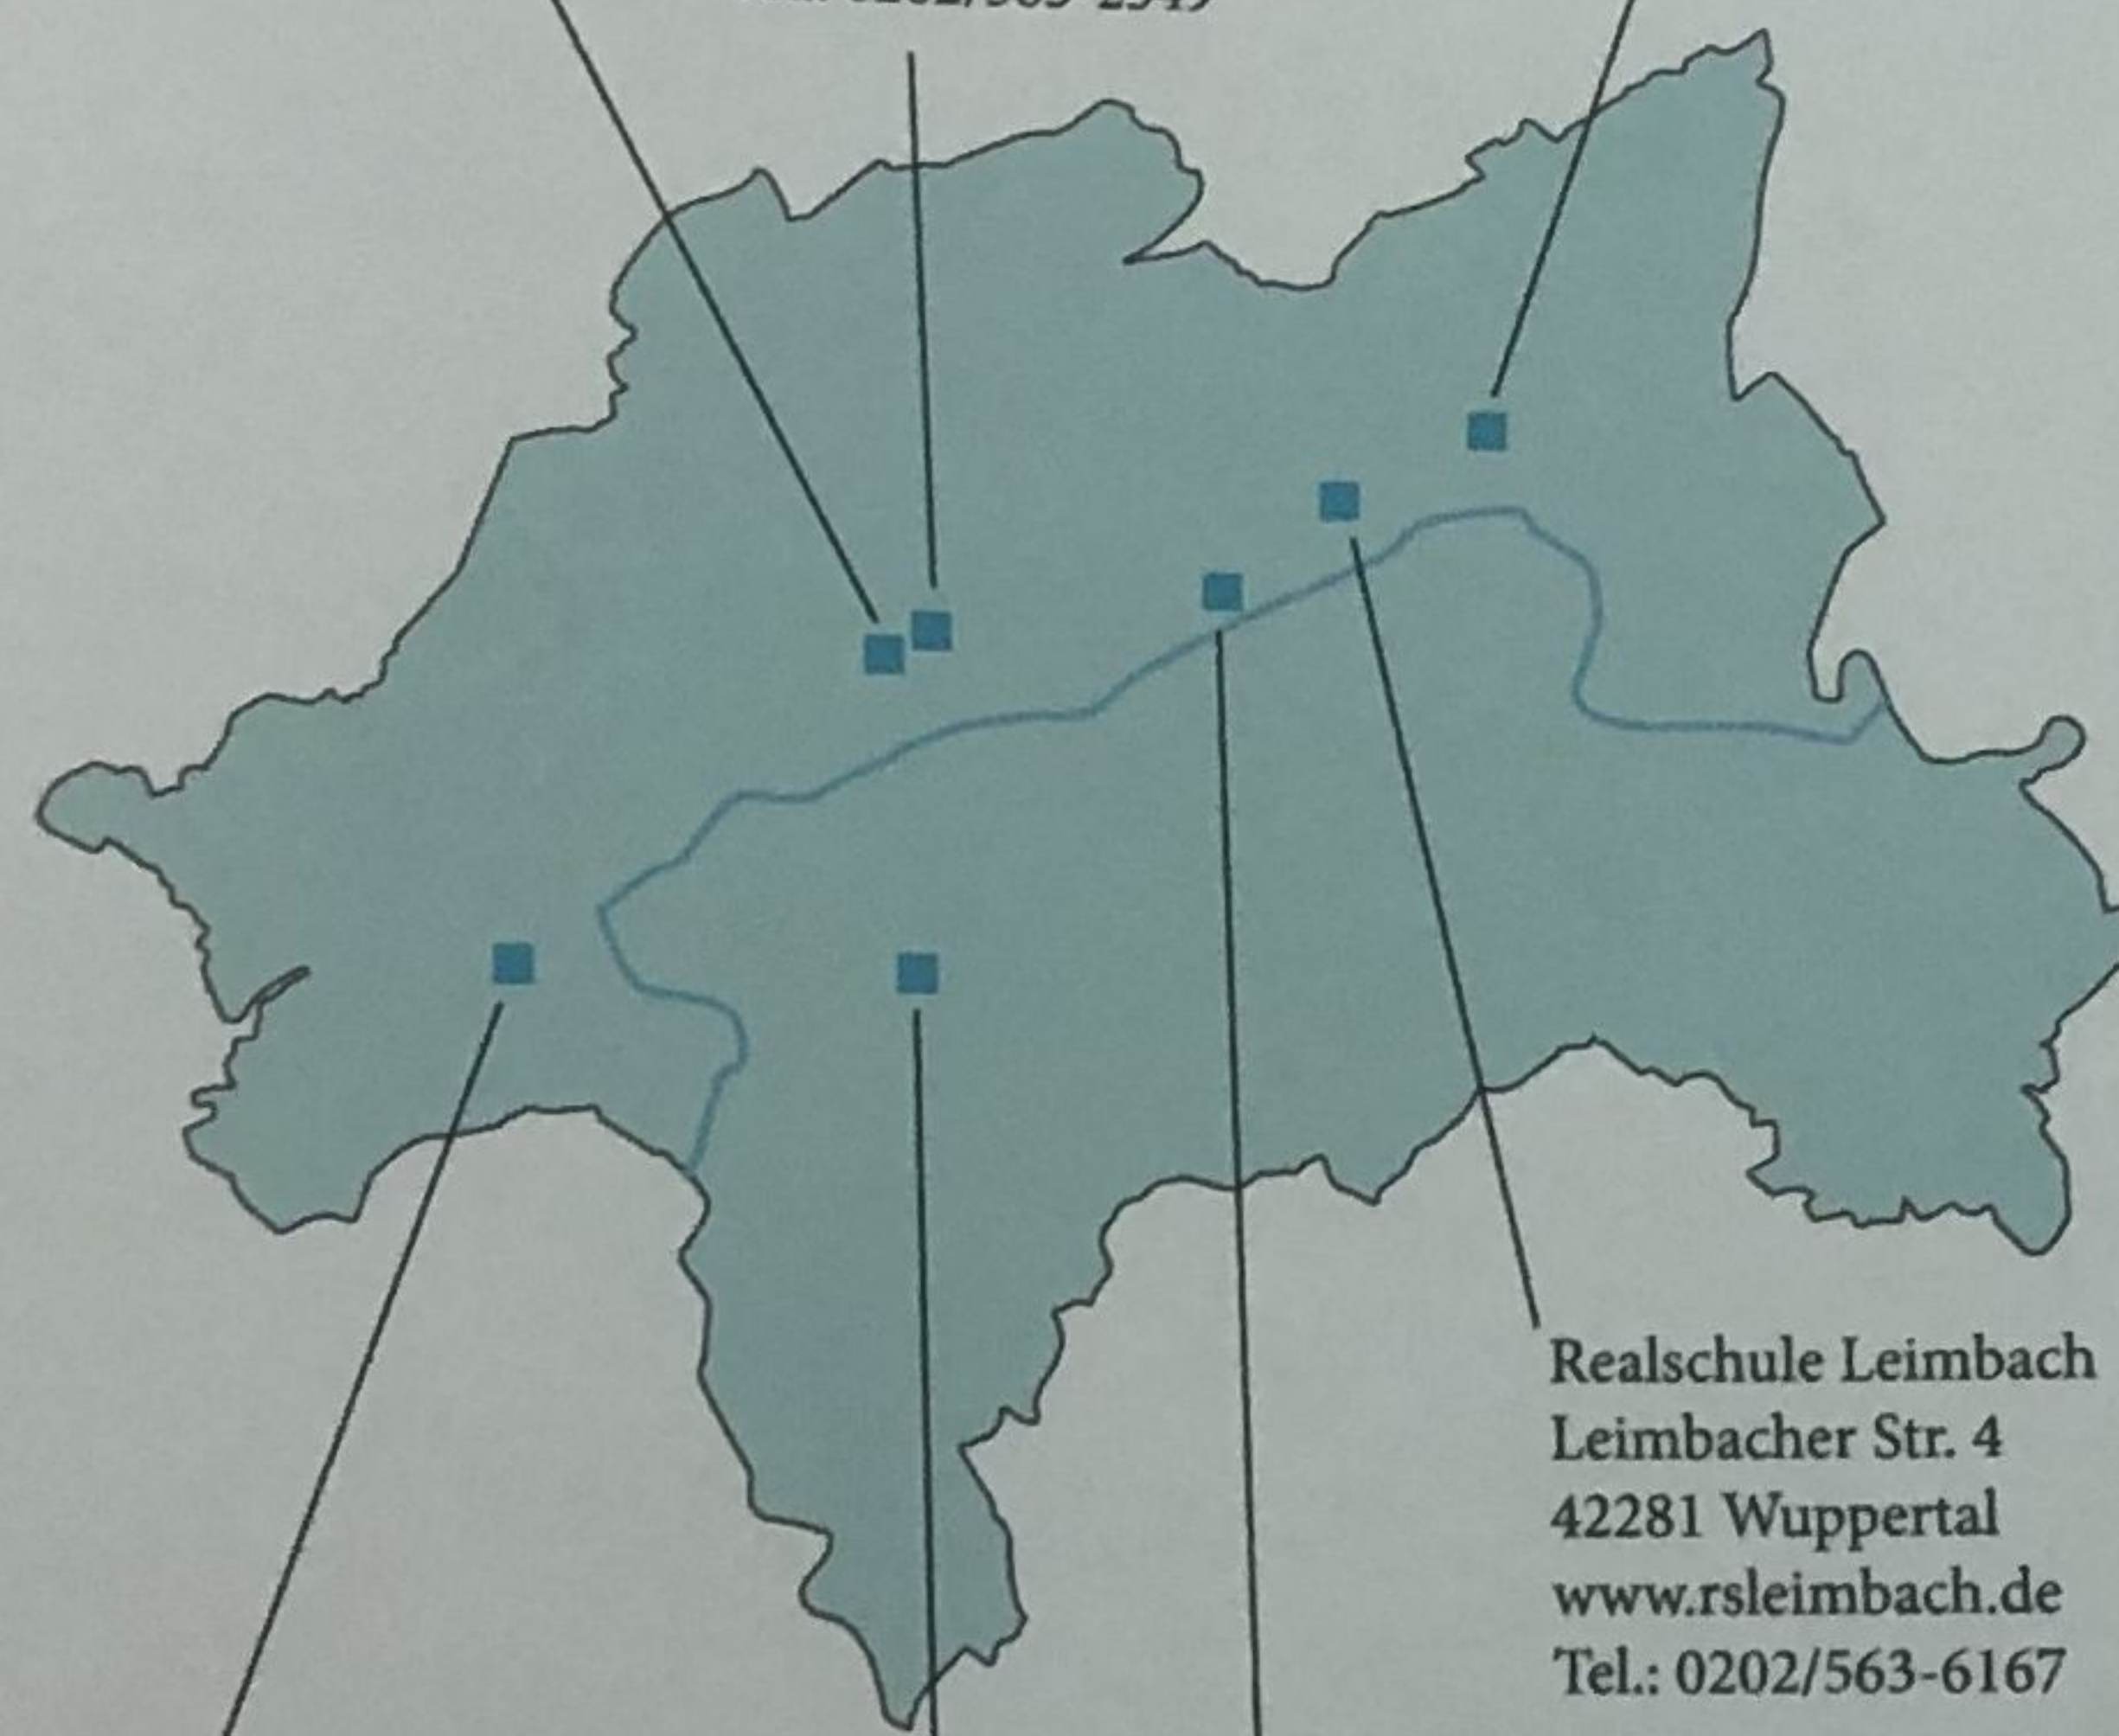 Realschule Leimbach
Leimbacher Str. 4
42281 Wuppertal
www.rsleimbach.de
Tel.: 0202/563-6167